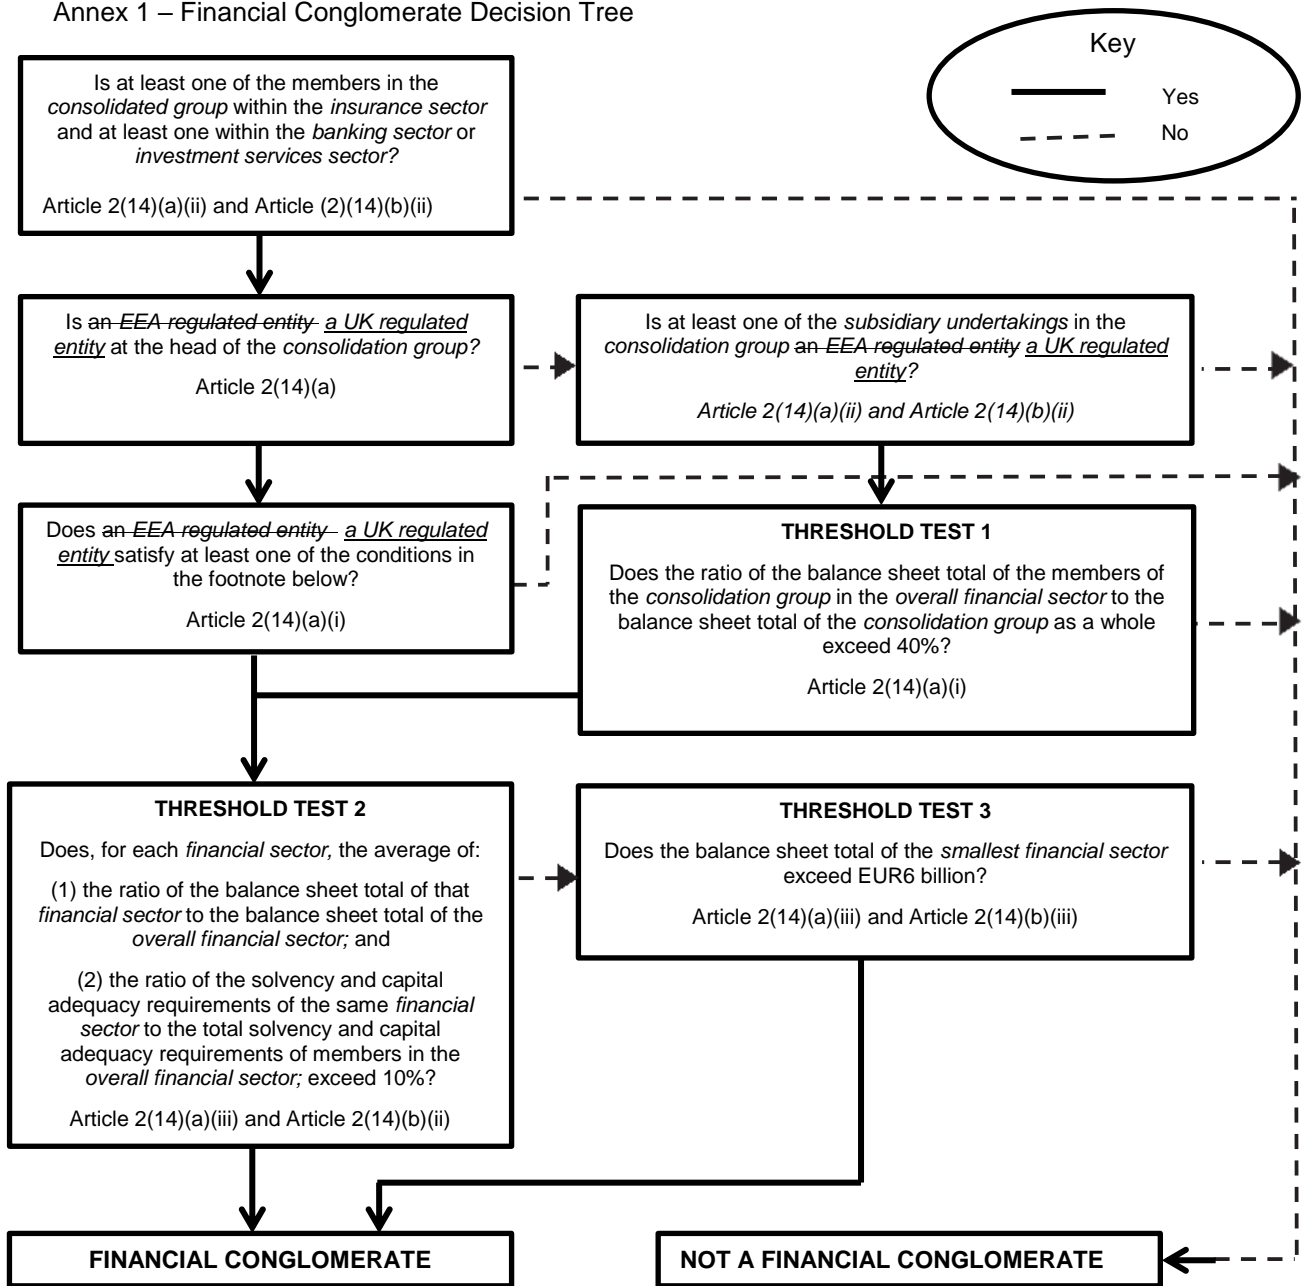 Annex 1 – Financial Conglomerate Decision Tree
Key
Yes
No
Is at least one of the members in the
consolidated group within the insurance sector
and at least one within the banking sector or
investment services sector?
Article 2(14)(a)(ii) and Article (2)(14)(b)(ii)
Is an EEA regulated entity a UK regulated
entity at the head of the consolidation group?
Article 2(14)(a)
Is at least one of the subsidiary undertakings in the
consolidation group an EEA regulated entity a UK regulated
entity?
Article 2(14)(a)(ii) and Article 2(14)(b)(ii)
Does an EEA regulated entity a UK regulated
entity satisfy at least one of the conditions in
the footnote below?
Article 2(14)(a)(i)
THRESHOLD TEST 1
Does the ratio of the balance sheet total of the members of
the consolidation group in the overall financial sector to the
balance sheet total of the consolidation group as a whole
exceed 40%?
Article 2(14)(a)(i)
THRESHOLD TEST 2
Does, for each financial sector, the average of:
(1) the ratio of the balance sheet total of that
financial sector to the balance sheet total of the
overall financial sector; and
(2) the ratio of the solvency and capital
adequacy requirements of the same financial
sector to the total solvency and capital
adequacy requirements of members in the
overall financial sector; exceed 10%?
Article 2(14)(a)(iii) and Article 2(14)(b)(ii)
THRESHOLD TEST 3
Does the balance sheet total of the smallest financial sector
exceed EUR6 billion?
Article 2(14)(a)(iii) and Article 2(14)(b)(iii)
FINANCIAL CONGLOMERATE
NOT A FINANCIAL CONGLOMERATE